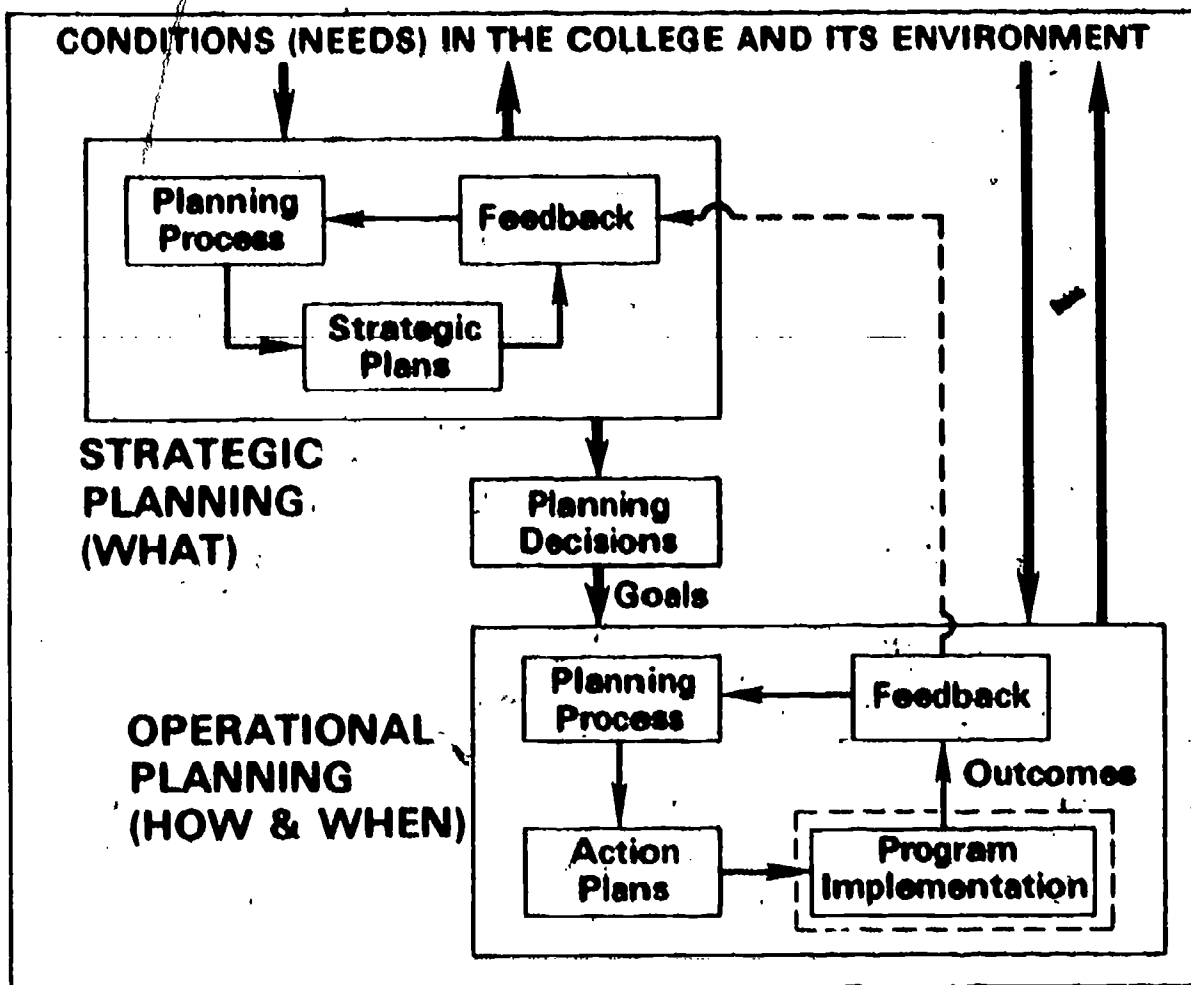 CONDITIONS (NEEDS) IN THE COLLEGE AND ITS ENVIRONMENT
Planning
Process
Feedback
Strategic
Plans
STRATEGIC
PLANNING
(WHAT)
Planning
Decisions
Goals
Planning
Process
Feedback
OPERATIONAL
PLANNING
(HOW & WHEN)
Outcomes
Action
Plans
Program
Implementation